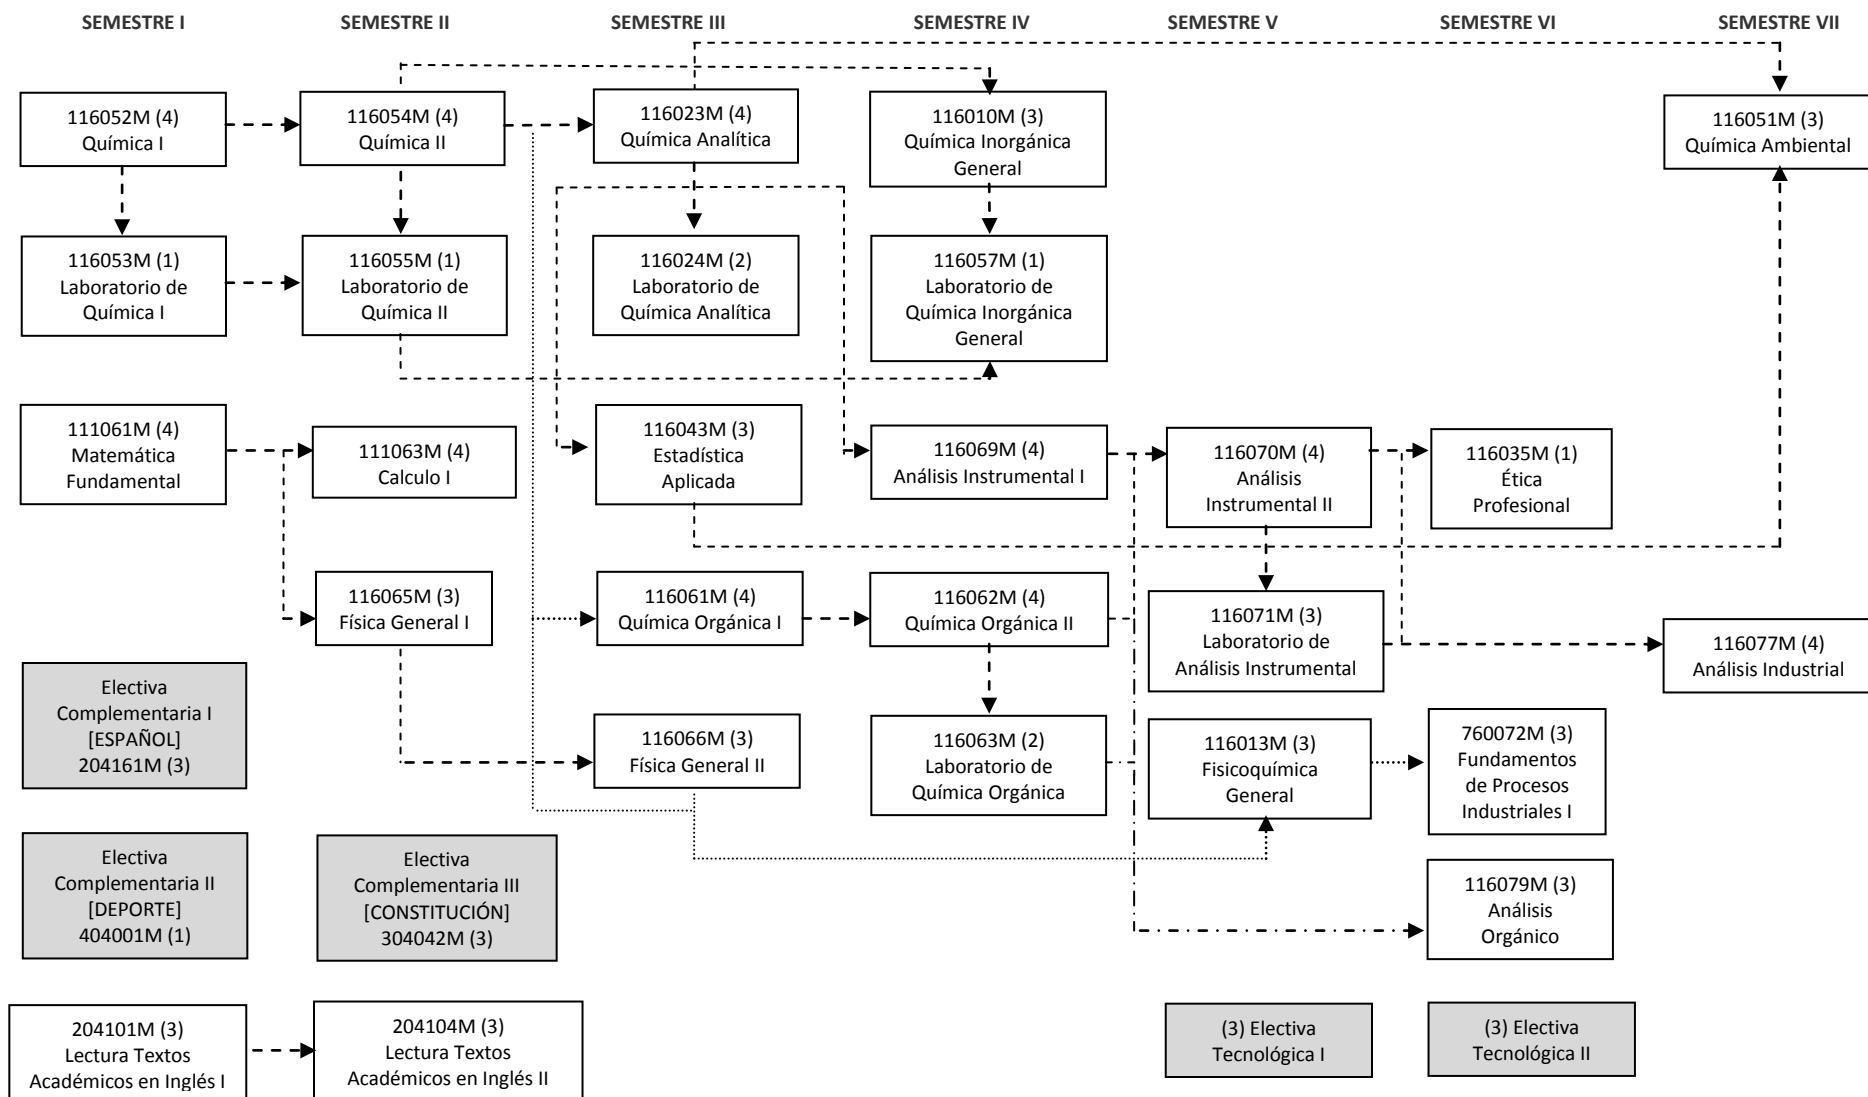 SEMESTRE I
SEMESTRE II
SEMESTRE III
SEMESTRE IV
SEMESTRE V
SEMESTRE VI
SEMESTRE VII
116052M (4)
Química I
116054M (4)
Química II
116023M (4)
Química Analítica
116010M (3)
Química Inorgánica
General
116051M (3)
Química Ambiental
116053M (1)
Laboratorio de
Química I
116055M (1)
Laboratorio de
Química II
116024M (2)
Laboratorio de
Química Analítica
116057M (1)
Laboratorio de
Química Inorgánica
General
111061M (4)
Matemática
Fundamental
111063M (4)
Calculo I
116043M (3)
Estadística
Aplicada
116069M (4)
Análisis Instrumental I
116070M (4)
Análisis
Instrumental II
116035M (1)
Ética
Profesional
116065M (3)
Física General I
116061M (4)
Química Orgánica I
116062M (4)
Química Orgánica II
116071M (3)
Laboratorio de
Análisis Instrumental
116077M (4)
Análisis Industrial
Electiva
Complementaria I
[ESPAÑOL]
204161M (3)
116066M (3)
Física General II
116063M (2)
Laboratorio de
Química Orgánica
116013M (3)
Fisicoquímica
General
760072M (3)
Fundamentos
de Procesos
Industriales I
Electiva
Complementaria II
[DEPORTE]
404001M (1)
Electiva
Complementaria III
[CONSTITUCIÓN]
304042M (3)
116079M (3)
Análisis
Orgánico
204101M (3)
Lectura Textos
Académicos en Inglés I
204104M (3)
Lectura Textos
Académicos en Inglés II
(3) Electiva
Tecnológica I
(3) Electiva
Tecnológica II